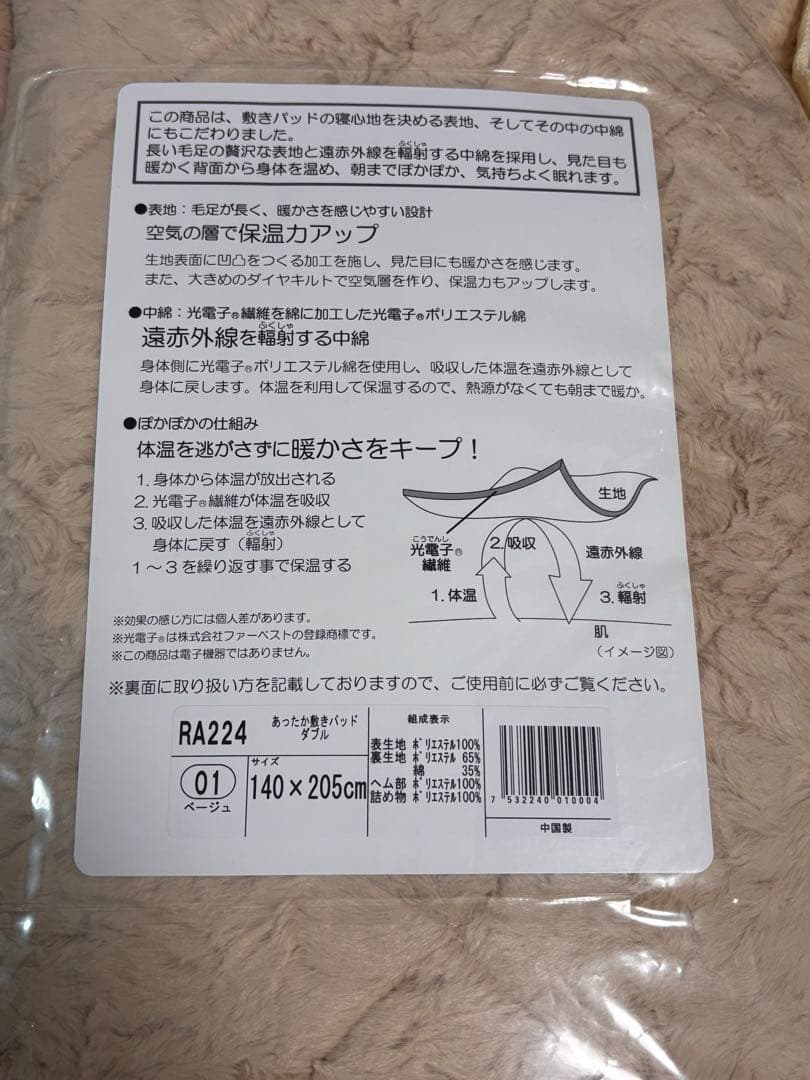 この商品は、敷きパッドの寝心地を決める表地、そしてその中の中綿
にもこだわりました。
長い毛足の贅沢な表地と遠赤外線を輻射する中綿を採用し、見た目も
ふくしゃ
暖かく背面から身体を温め、朝までぽかぽか、気持ちよく眠れます。
●表地：毛足が長く、暖かさを感じやすい設計
空気の層で保温力アップ
生地表面に凹凸をつくる加工を施し、見た目にも暖かさを感じます。
また、大きめのダイヤキルトで空気層を作り、保温力もアップします。
●中綿：光電子®繊維を綿に加工した光電子®ポリエステル綿
ふくしゃ
遠赤外線を輻射する中綿
身体側に光電子®ポリエステル綿を使用し、吸収した体温を遠赤外線として
身体に戻します。体温を利用して保温するので、熱源がなくても朝まで暖か。
●ぽかぽかの仕組み
体温を逃がさずに暖かさをキープ！
1. 身体から体温が放出される
2. 光電子®繊維が体温を吸収
3. 吸収した体温を遠赤外線として
ふくしゃ
身体に戻す（輻射）
1～3を繰り返す事で保温する
生地
こうでんし
光電子®
繊維
2. 吸収
遠赤外線
1. 体温
ふくしゃ
3. 輻射
肌
（イメージ図）
※効果の感じ方には個人差があります。
※光電子®は株式会社ファーベストの登録商標です。
※この商品は電子機器ではありません。
※裏面に取り扱い方を記載しておりますので、ご使用前に必ずご覧ください。
RA224
あったか敷きパッド
ダブル
01
ベージュ
サイズ
140×205cm
組成表示
表生地 ﾎﾟﾘｴｽﾃﾙ100%
裏生地 ﾎﾟﾘｴｽﾃﾙ 65%
綿 35%
ヘム部 ﾎﾟﾘｴｽﾃﾙ100%
詰め物 ﾎﾟﾘｴｽﾃﾙ100%
7 532240 010004
中国製